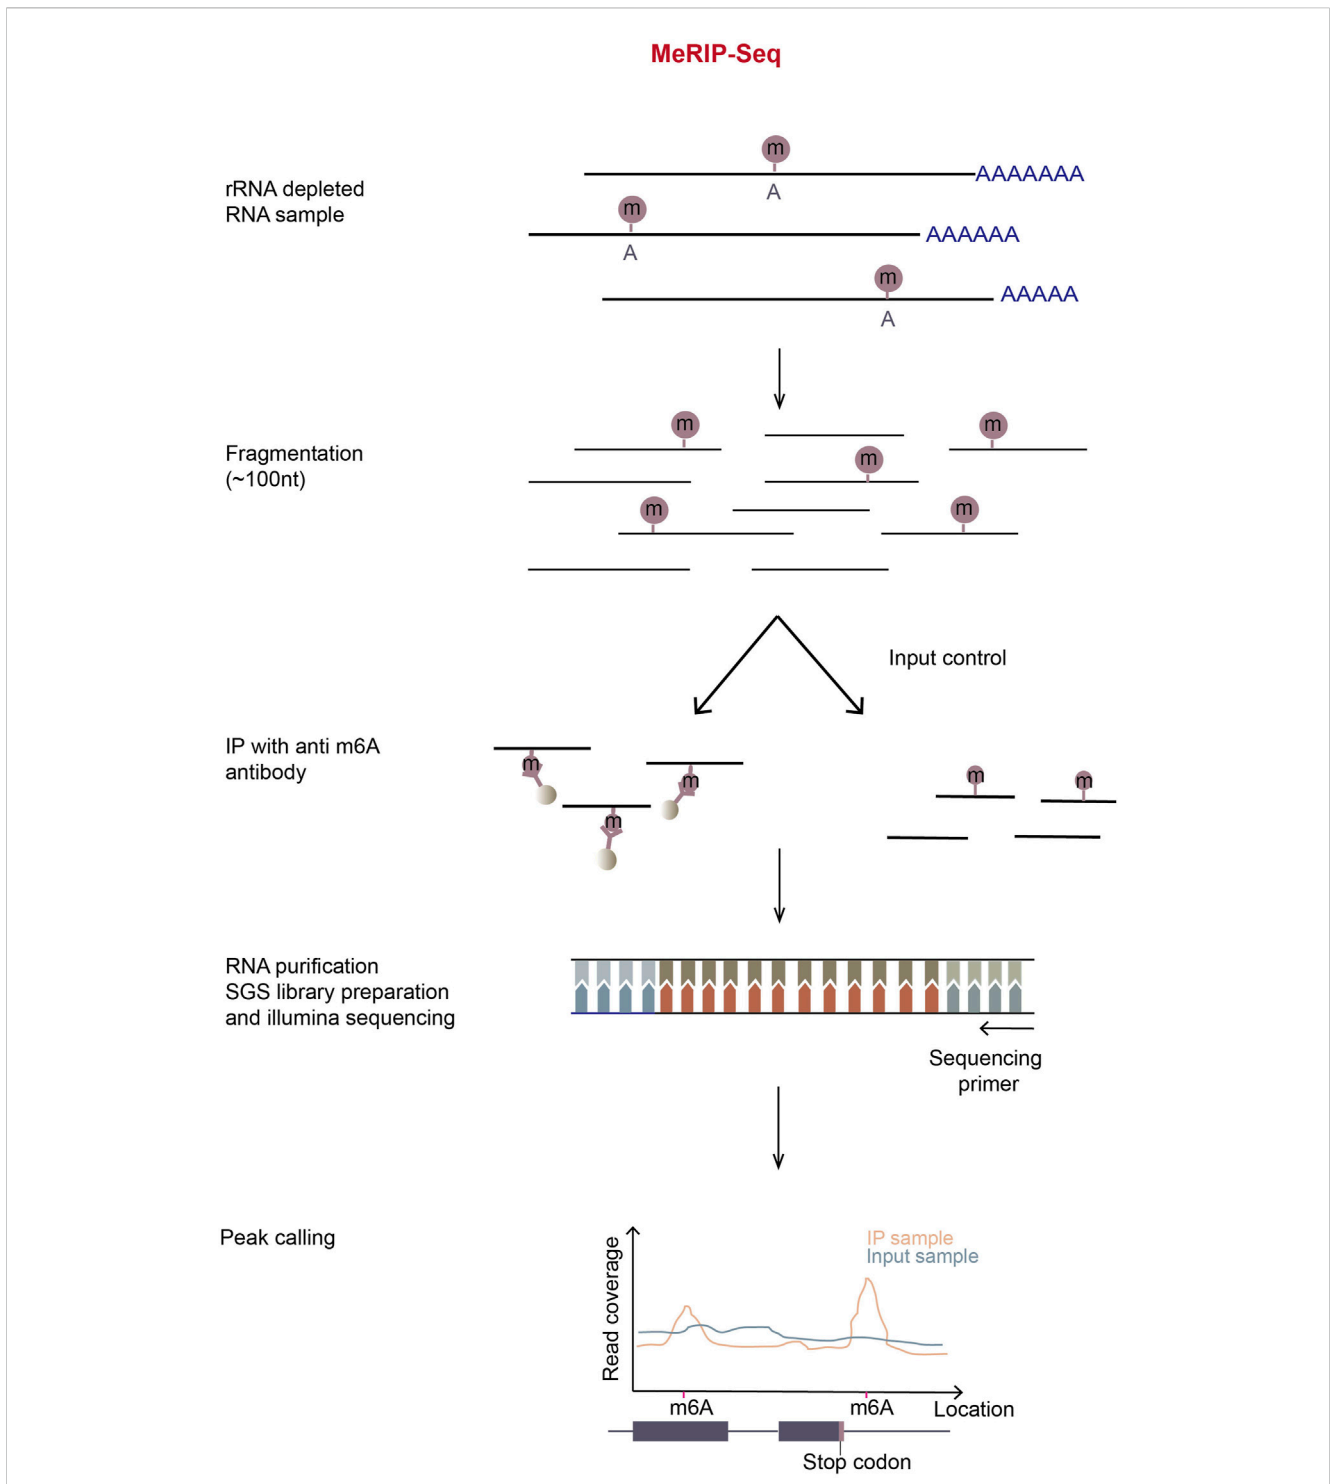 MeRIP-Seq
m
AAAAAAA
A
rRNA depleted
RNA sample
m
AAAAAA
A
m
AAAAA
A
Fragmentation
(~100nt)
m
m
m
m
m
Input control
IP with anti m6A
antibody
m
m
m
m
m
RNA purification
SGS library preparation
and illumina sequencing
Sequencing
primer
Peak calling
Read coverage
IP sample
Input sample
m6A
m6A
Location
Stop codon